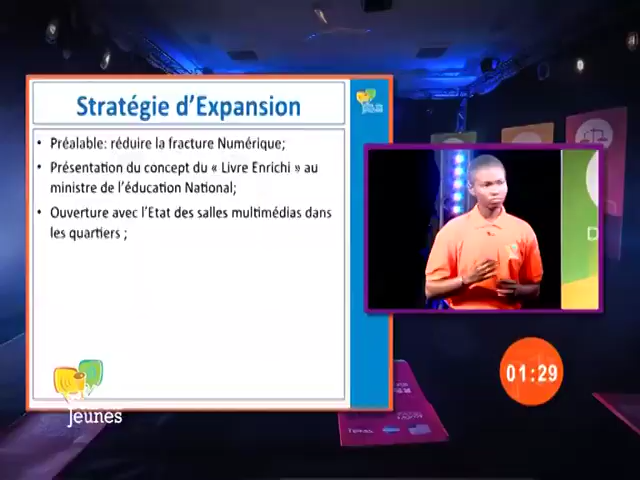 Stratégie d'Expansion
• Préalable: réduire la fracture Numérique;
• Présentation du concept du « Livre Enrichi » au
ministre de l'éducation National;
• Ouverture avec l'Etat des salles multimédias dans
les quartiers ;
Jeunes
01:29